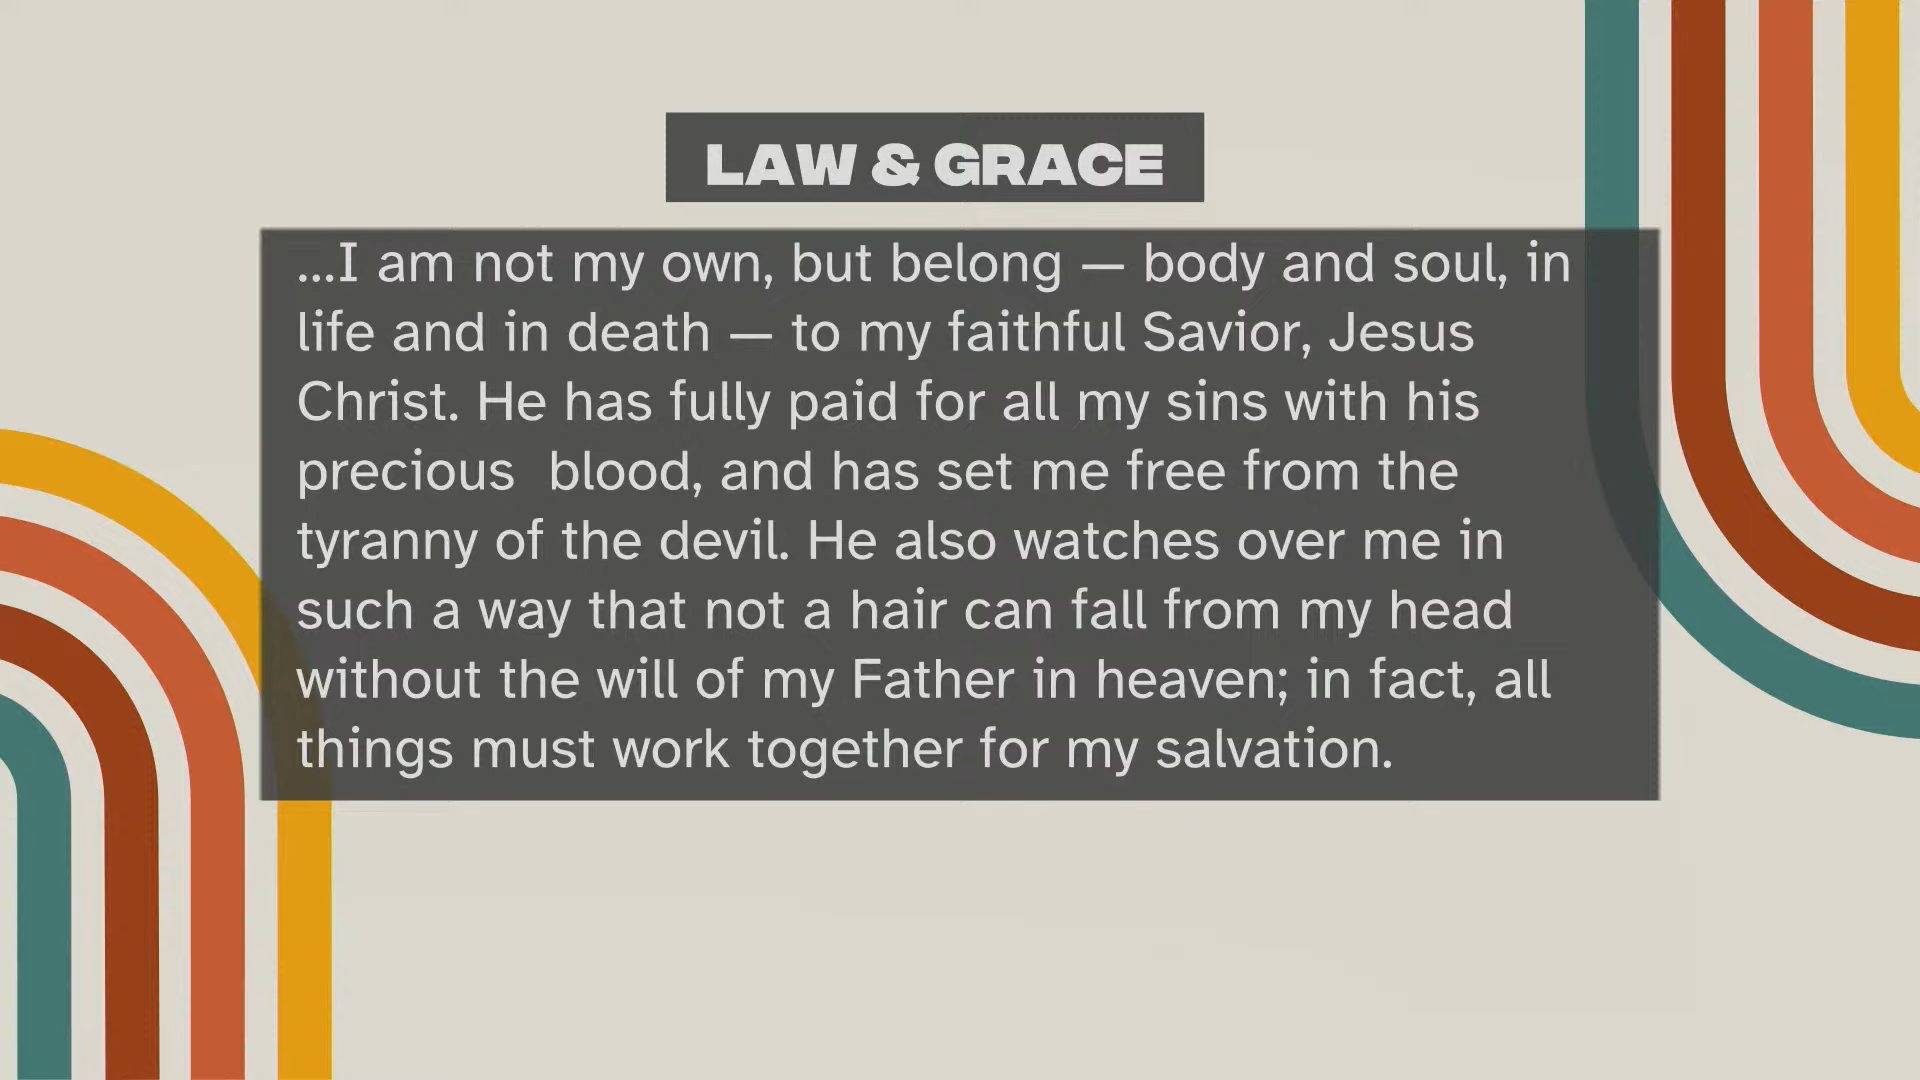 LAW & GRACE
...I am not my own, but belong — body and soul, in
life and in death — to my faithful Savior, Jesus
Christ. He has fully paid for all my sins with his
precious  blood, and has set me free from the
tyranny of the devil. He also watches over me in
such a way that not a hair can fall from my head
without the will of my Father in heaven; in fact, all
things must work together for my salvation.